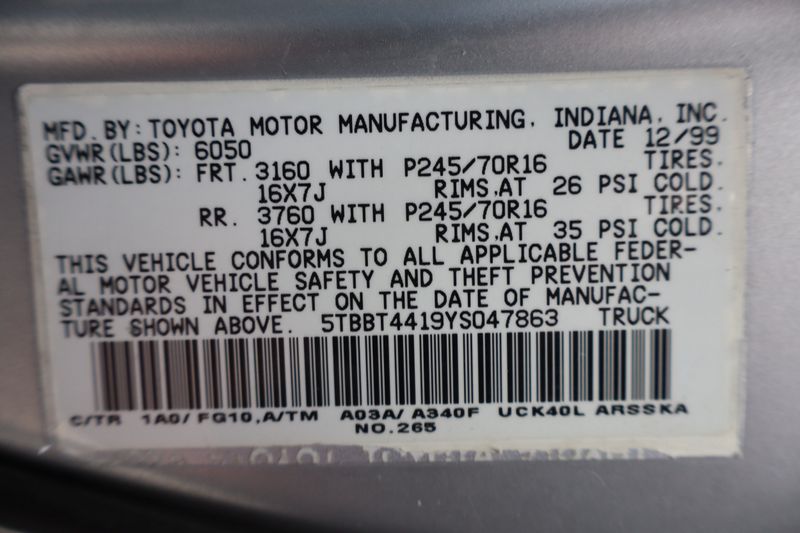 MFD. BY: TOYOTA MOTOR MANUFACTURING, INDIANA, INC.
GVWR(LBS): 6050 DATE 12/99
GAWR(LBS): FRT. 3160 WITH P245/70R16 TIRES.
16X7J RIMS.AT 26 PSI COLD.
RR. 3760 WITH P245/70R16 TIRES.
16X7J RIMS.AT 35 PSI COLD.
THIS VEHICLE CONFORMS TO ALL APPLICABLE FEDER-
AL MOTOR VEHICLE SAFETY AND THEFT PREVENTION
STANDARDS IN EFFECT ON THE DATE OF MANUFAC-
TURE SHOWN ABOVE. 5TBBT4419YS047863 TRUCK
C/TR 1A0/ FG10,A/TM A03A/ A340F UCK40L ARSSKA
NO.265